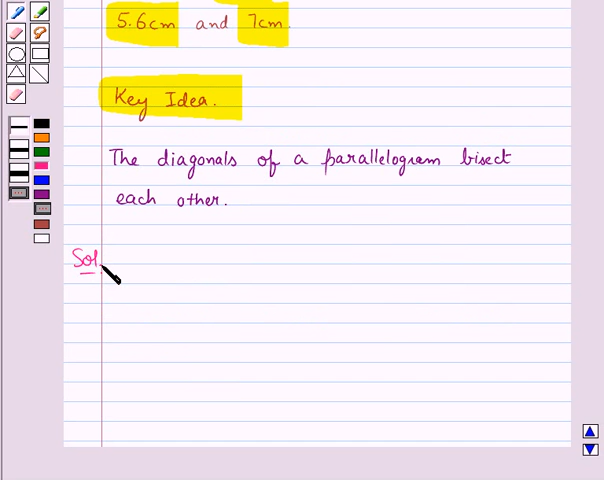 5.6cm and 7cm.
Key Idea.
The diagonals of a parallelogram bisect
each other.
Sol.